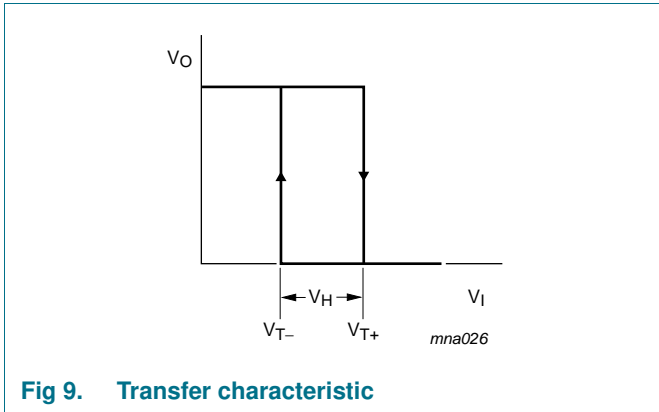 VO
VH
VI
VT−
VT+
mna026
Fig 9. Transfer characteristic